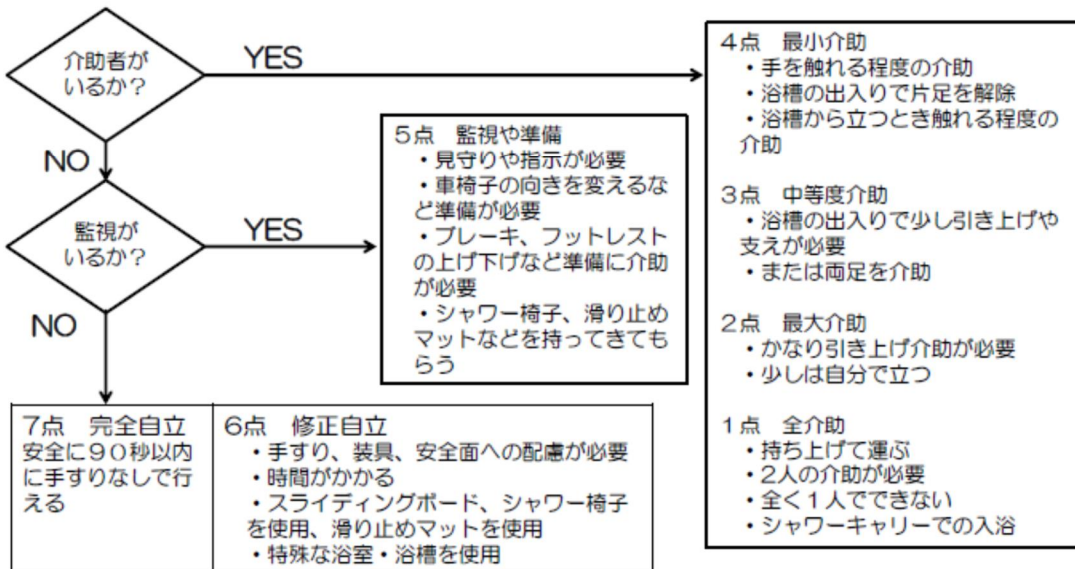 介助者が
いるか？
YES
NO
監視が
いるか？
YES
NO
5点　監視や準備
・見守りや指示が必要
・車椅子の向きを変えるな
ど準備が必要
・ブレーキ、フットレスト
の上げ下げなど準備に介助
が必要
・シャワー椅子、滑り止め
マットなどを持ってきても
らう
4点　最小介助
・手を触れる程度の介助
・浴槽の出入りで片足を解除
・浴槽から立つとき触れる程度の
介助
3点　中等度介助
・浴槽の出入りで少し引き上げや
支えが必要
・または両足を介助
2点　最大介助
・かなり引き上げ介助が必要
・少しは自分で立つ
1点　全介助
・持ち上げて運ぶ
・2人の介助が必要
・全く1人でできない
・シャワーキャリーでの入浴
7点　完全自立
安全に90秒以内
に手すりなしで行
える
6点　修正自立
・手すり、装具、安全面への配慮が必要
・時間がかかる
・スライディングボード、シャワー椅子
を使用、滑り止めマットを使用
・特殊な浴室・浴槽を使用